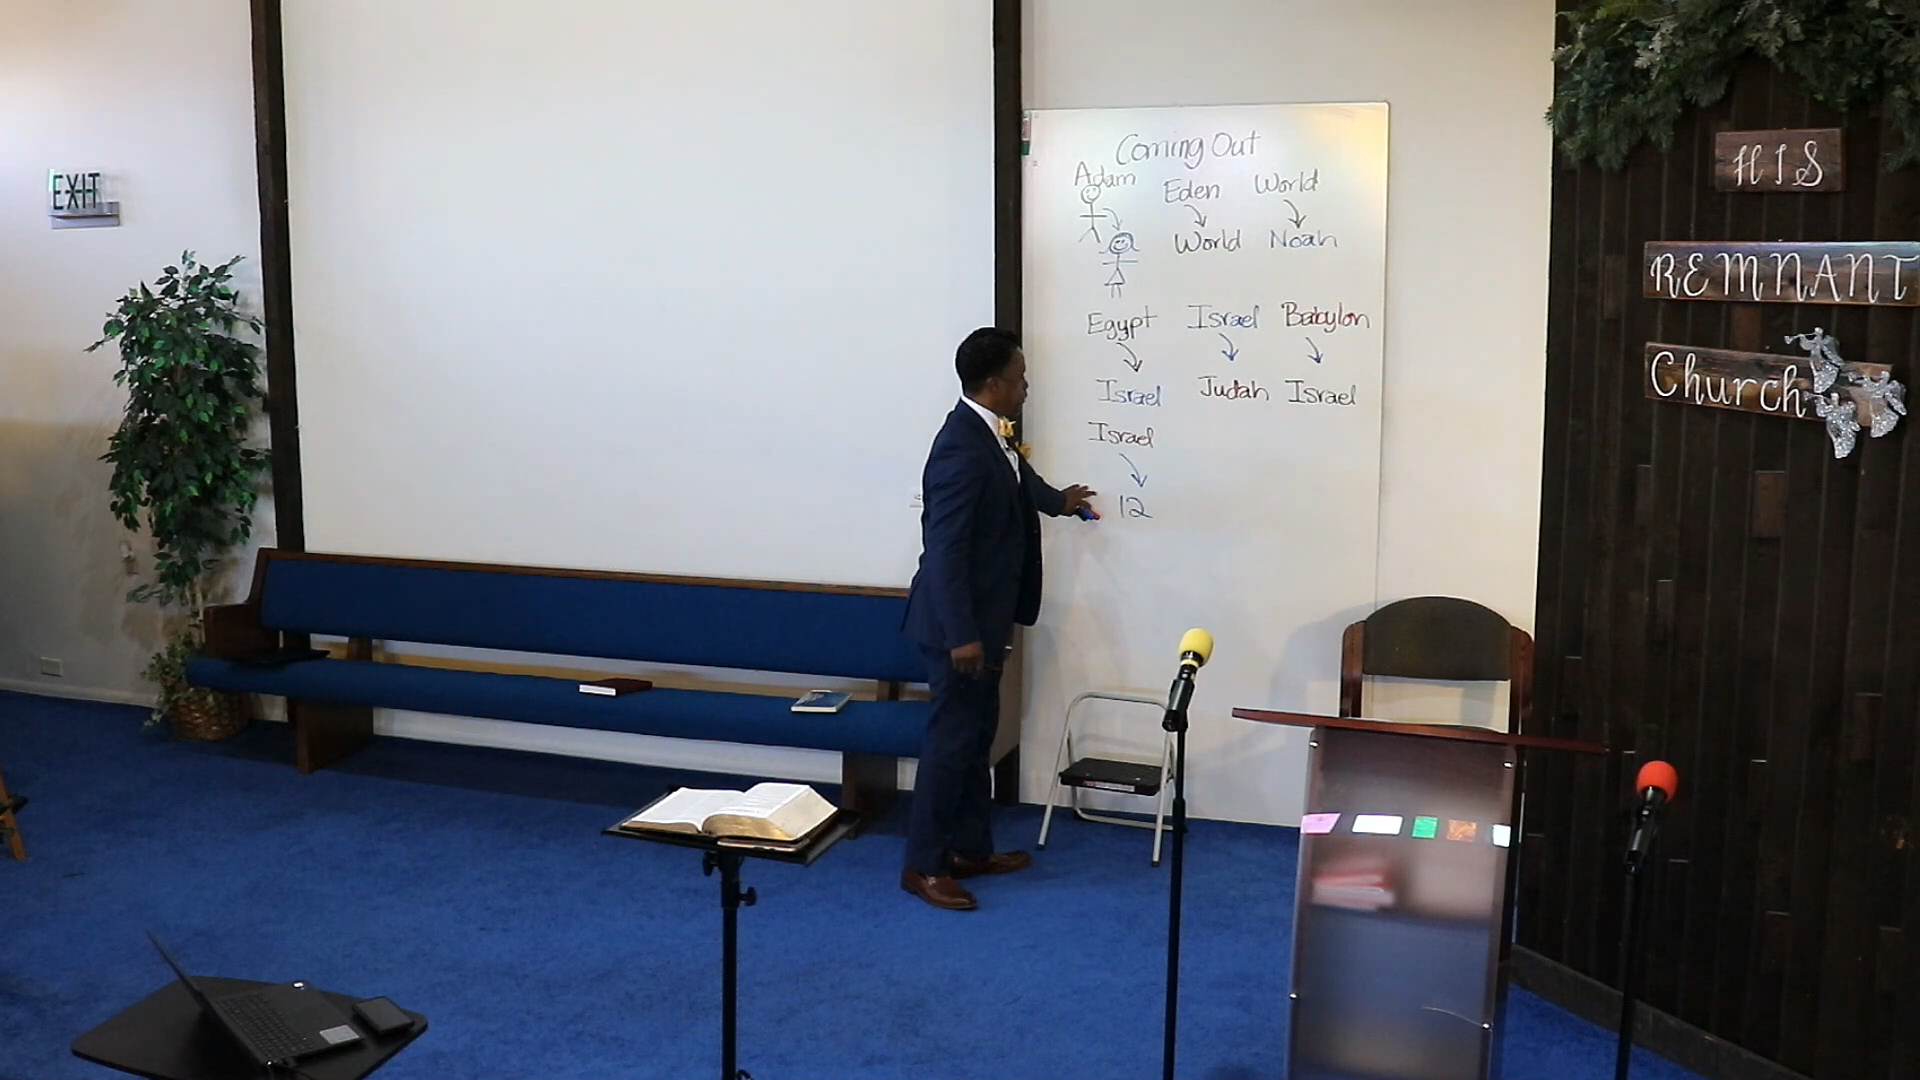 EXIT
Coming Out
Adam Eden World
World Noah
Egypt Israel Babylon
Israel Judah Israel
Israel
12
HIS
REMNANT
Church